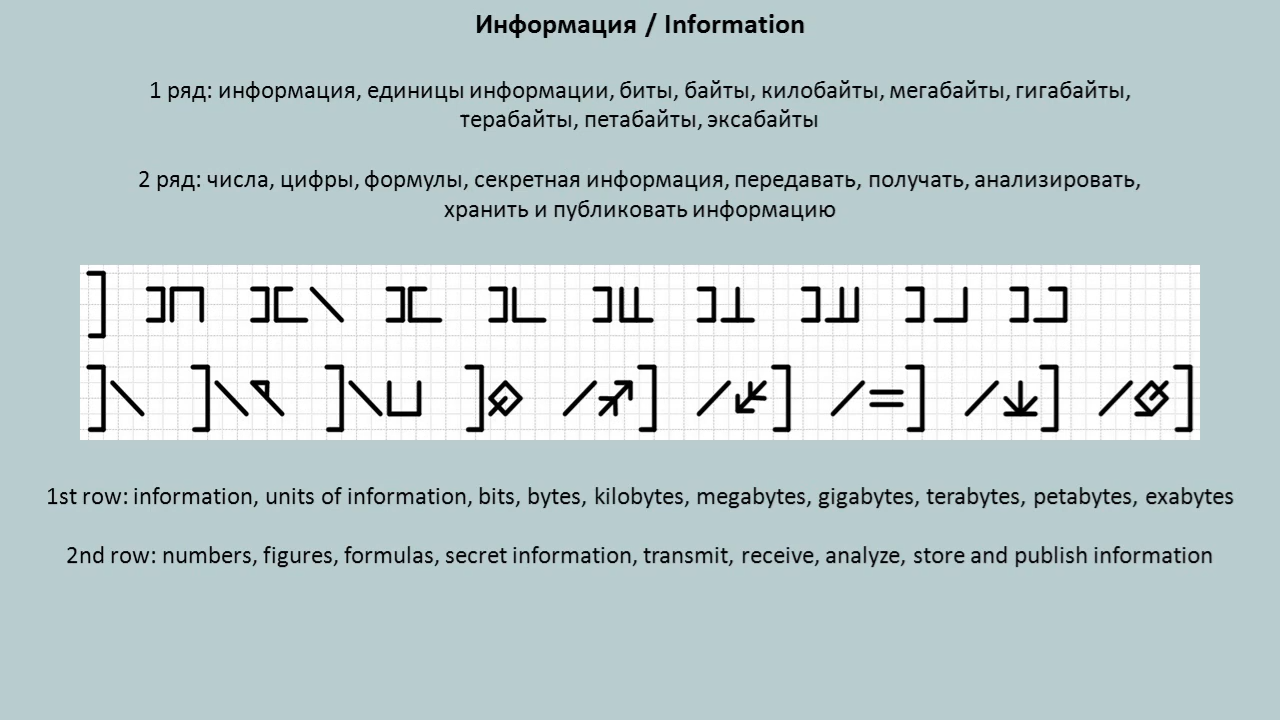 Информация / Information
1 ряд: информация, единицы информации, биты, байты, килобайты, мегабайты, гигабайты,
терабайты, петабайты, эксабайты
2 ряд: числа, цифры, формулы, секретная информация, передавать, получать, анализировать,
хранить и публиковать информацию
1st row: information, units of information, bits, bytes, kilobytes, megabytes, gigabytes, terabytes, petabytes, exabytes
2nd row: numbers, figures, formulas, secret information, transmit, receive, analyze, store and publish information